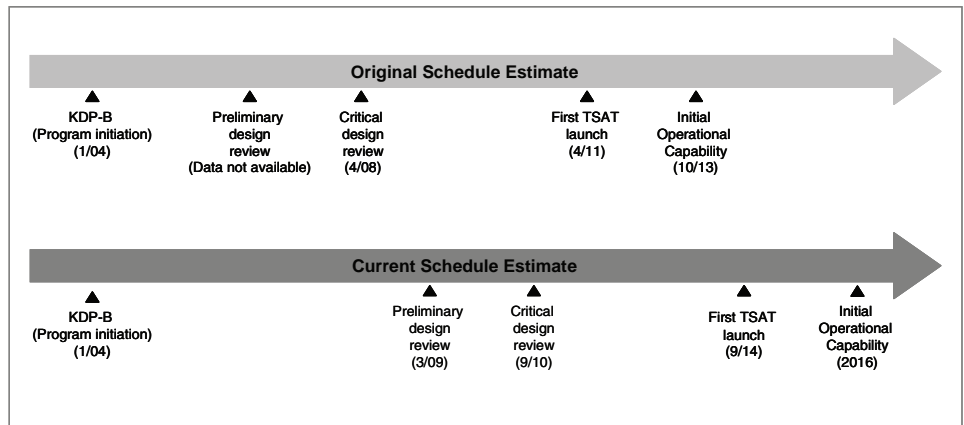 Original Schedule Estimate
KDP-B
(Program initiation)
(1/04)
Preliminary
design
review
(Data not available)
Critical
design
review
(4/08)
First TSAT
launch
(4/11)
Initial
Operational
Capability
(10/13)
Current Schedule Estimate
KDP-B
(Program initiation)
(1/04)
Preliminary
design
review
(3/09)
Critical
design
review
(9/10)
First TSAT
launch
(9/14)
Initial
Operational
Capability
(2016)